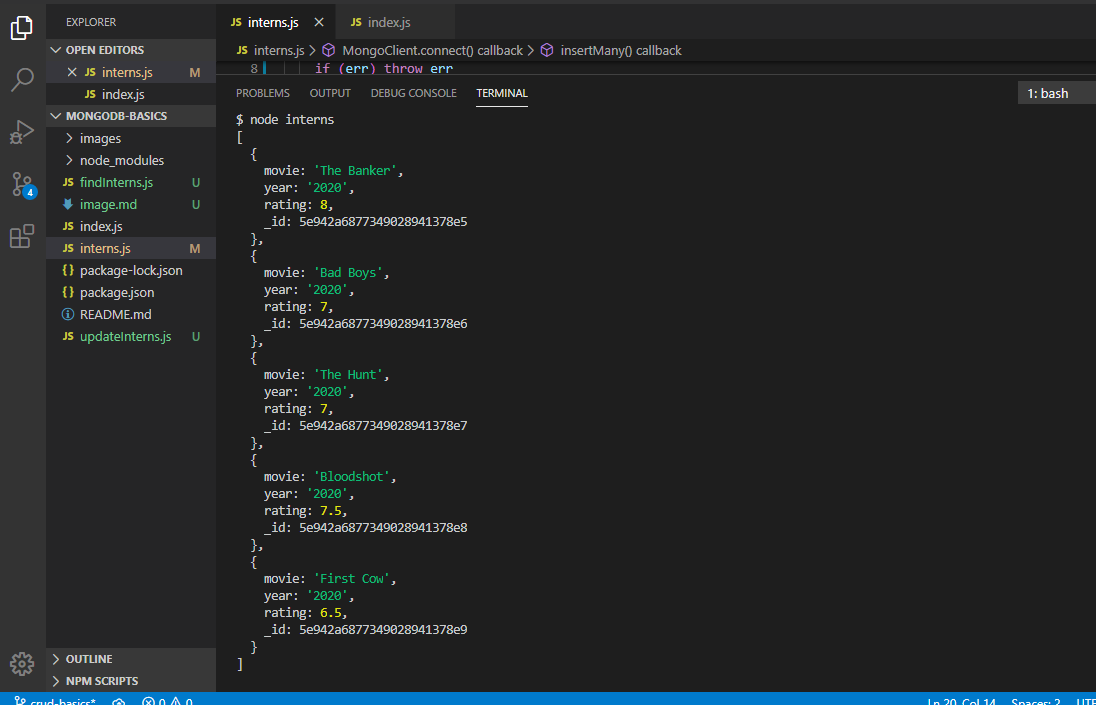 EXPLORER
OPEN EDITORS
JS interns.js M
JS index.js
MONGODB-BASICS
images
node_modules
JS findInterns.js U
image.md U
JS index.js
JS interns.js M
{} package-lock.json
{} package.json
README.md
JS updateInterns.js U
OUTLINE
NPM SCRIPTS
4
JS interns.js
JS index.js
JS interns.js > MongoClient.connect() callback > insertMany() callback
8 if (err) throw err
PROBLEMS OUTPUT DEBUG CONSOLE TERMINAL 1: bash
$ node interns
[
{
movie: 'The Banker',
year: '2020',
rating: 8,
_id: 5e942a6877349028941378e5
},
{
movie: 'Bad Boys',
year: '2020',
rating: 7,
_id: 5e942a6877349028941378e6
},
{
movie: 'The Hunt',
year: '2020',
rating: 7,
_id: 5e942a6877349028941378e7
},
{
movie: 'Bloodshot',
year: '2020',
rating: 7.5,
_id: 5e942a6877349028941378e8
},
{
movie: 'First Cow',
year: '2020',
rating: 6.5,
_id: 5e942a6877349028941378e9
}
]
crud-basics* 0 0 Ln 20, Col 14 Spaces: 2 UTF